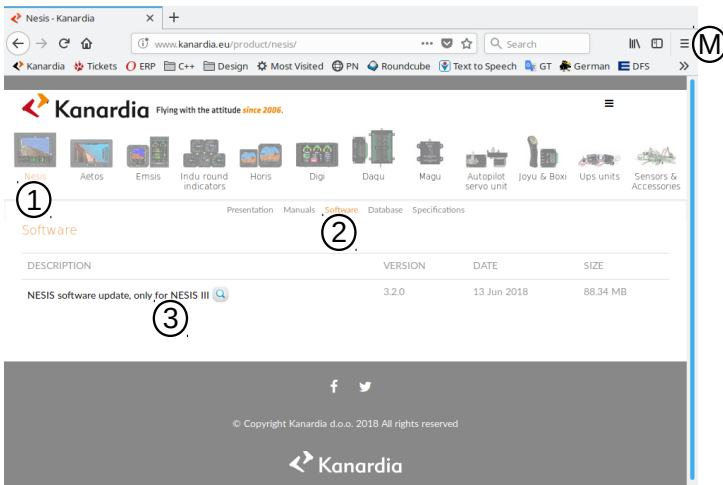 Nesis - Kanardia
www.kanardia.eu/product/nesis/
Search
M
Kanardia Tickets ERP C++ Design Most Visited PN Roundcube Text to Speech GT German DFS
Kanardia Flying with the attitude since 2006.
Nesis Aetos Emsis Indu round indicators Horis Digi Daqu Magu Autopilot servo unit Joyu & Boxi Ups units Sensors & Accessories
1
Presentation Manuals Software Database Specifications
Software
2
DESCRIPTION VERSION DATE SIZE
NESIS software update, only for NESIS III 3.2.0 13 Jun 2018 88.34 MB
3
© Copyright Kanardia d.o.o. 2018 All rights reserved
Kanardia